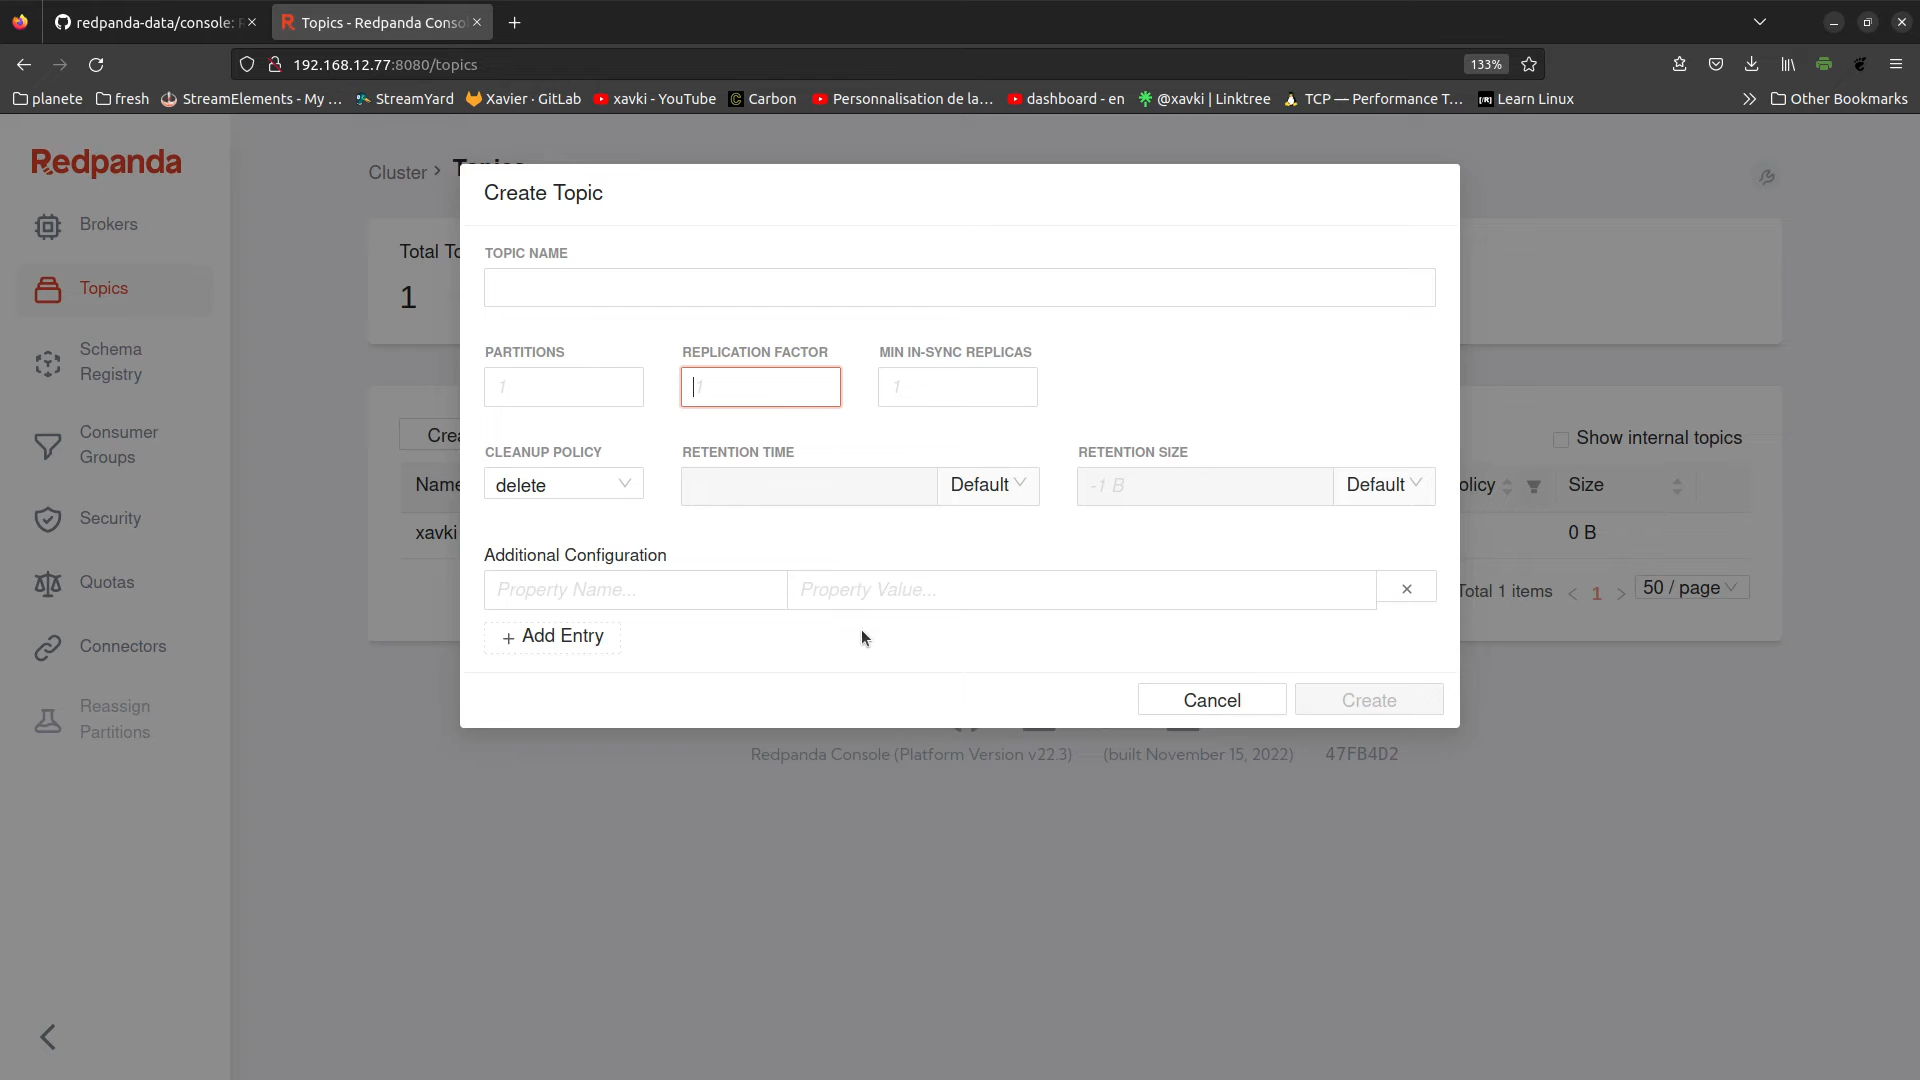 redpanda-data/console:
Topics - Redpanda Conso
192.168.12.77:8080/topics
133%
planete
fresh
StreamElements - My ...
StreamYard
Xavier · GitLab
xavki - YouTube
Carbon
Personnalisation de la...
dashboard - en
@xavki | Linktree
TCP — Performance T...
Learn Linux
Other Bookmarks
Redpanda
Brokers
Topics
Schema
Registry
Consumer
Groups
Security
Quotas
Connectors
Reassign
Partitions
Cluster > Topics
Total To
1
Crea
Show internal topics
Name
olicy
Size
xavki
0 B
Total 1 items
1
50 / page
Create Topic
TOPIC NAME
PARTITIONS
REPLICATION FACTOR
MIN IN-SYNC REPLICAS
1
1
1
CLEANUP POLICY
RETENTION TIME
RETENTION SIZE
delete
Default
-1 B
Default
Additional Configuration
Property Name...
Property Value...
+ Add Entry
Cancel
Create
Redpanda Console (Platform Version v22.3)
(built November 15, 2022)
47FB4D2